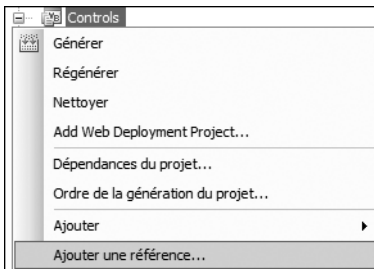 Controls
Générer
Régénérer
Nettoyer
Add Web Deployment Project...
Dépendances du projet...
Ordre de la génération du projet...
Ajouter
Ajouter une référence...